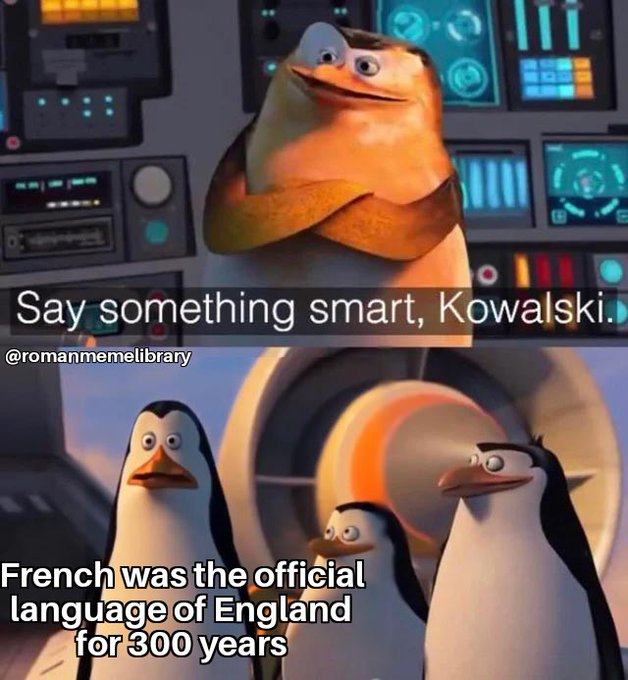 Say something smart, Kowalski.
@romanmemelibrary
French was the official
language of England
for 300 years